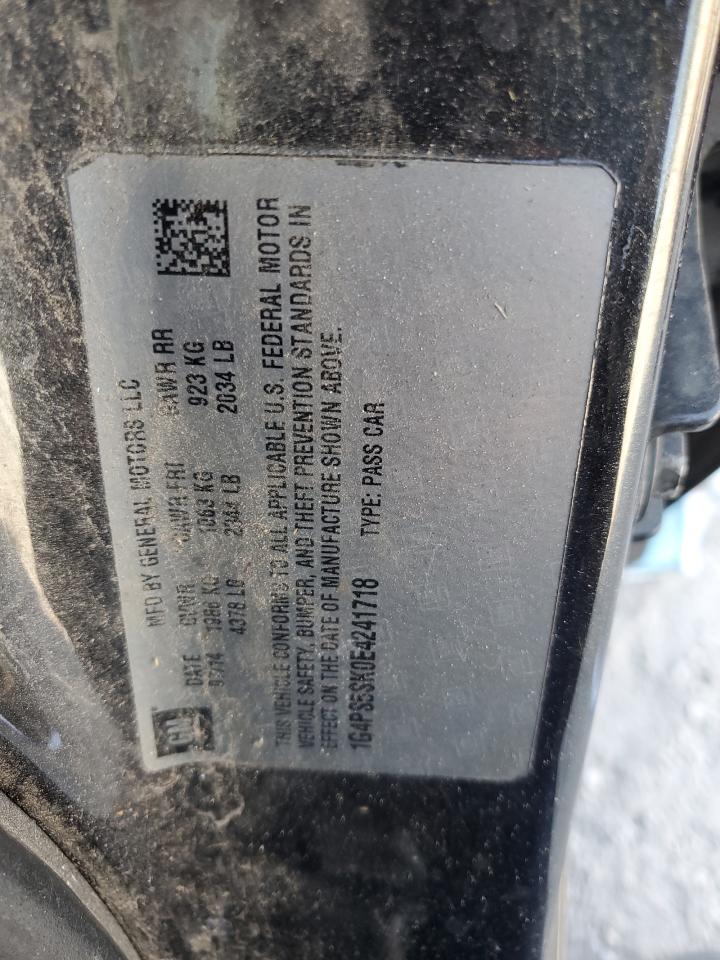 MFD BY GENERAL MOTORS LLC
GM
DATE GVWR GAWR FRT GAWR RR
1986 KG 1063 KG 923 KG
4378 LB 2344 LB 2034 LB
THIS VEHICLE CONFORMS TO ALL APPLICABLE U.S. FEDERAL MOTOR
VEHICLE SAFETY, BUMPER, AND THEFT PREVENTION STANDARDS IN
EFFECT ON THE DATE OF MANUFACTURE SHOWN ABOVE.
1G4PS5SK0E4241718 TYPE: PASS CAR